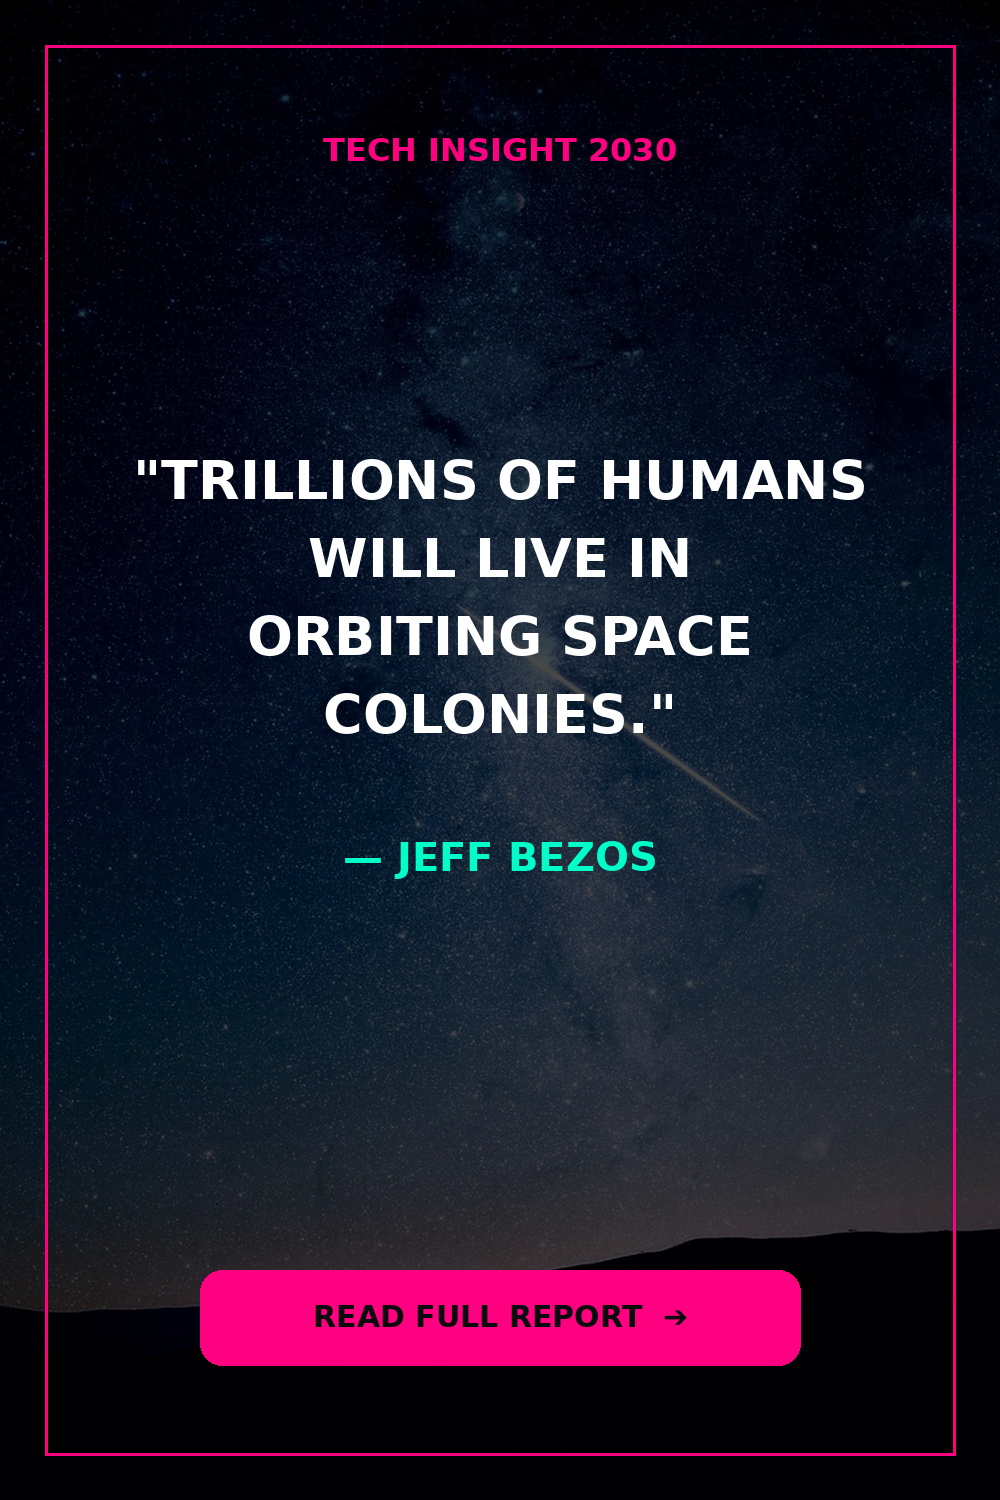 TECH INSIGHT 2030
"TRILLIONS OF HUMANS
WILL LIVE IN
ORBITING SPACE
COLONIES."
— JEFF BEZOS
READ FULL REPORT ➔